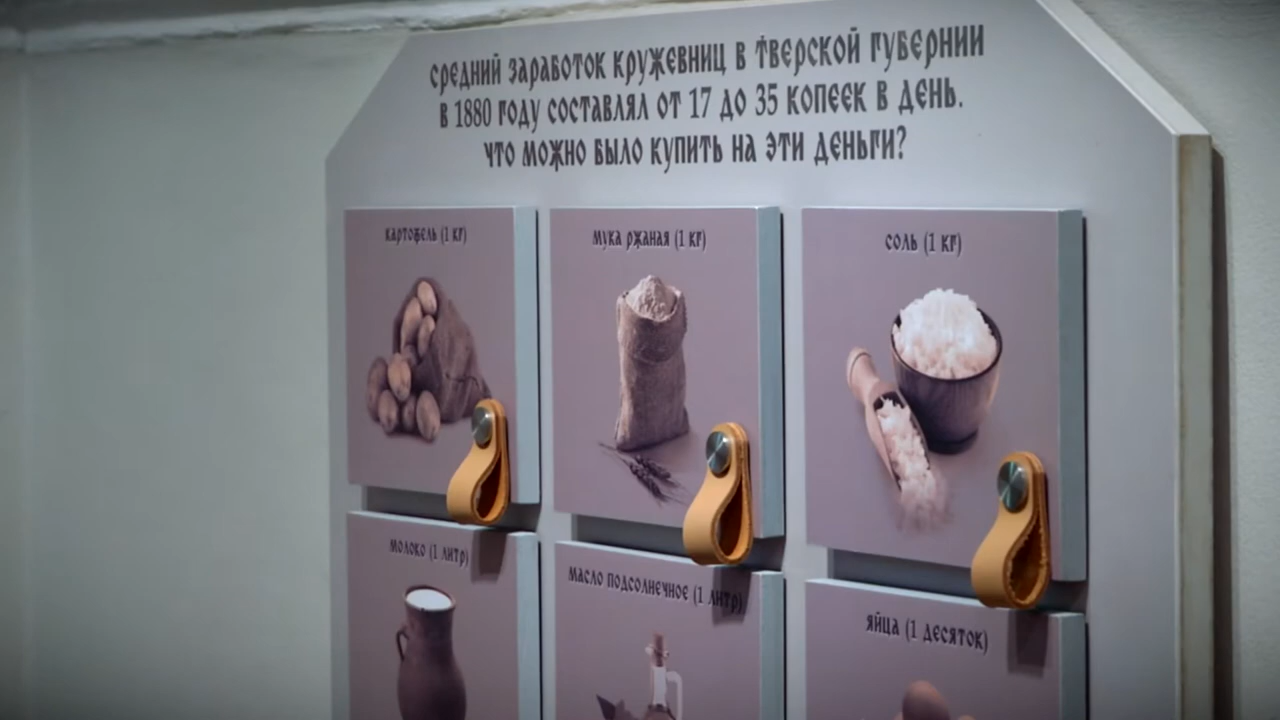 средний заработок кружевниц в тверской губернии
в 1880 году составлял от 17 до 35 копеек в день.
что можно было купить на эти деньги?
картофель (1 кг)
мука ржаная (1 кг)
соль (1 кг)
молоко (1 литр)
масло подсолнечное (1 литр)
яйца (1 десяток)